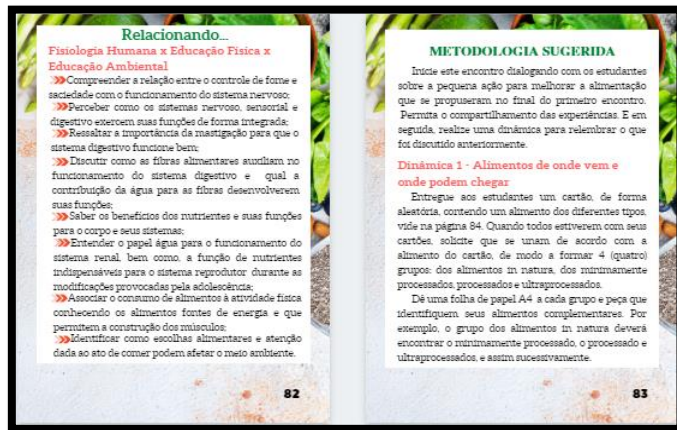 Relacionando...
Fisiologia Humana x Educação Física x
Educação Ambiental
Compreender a relação entre o controle de fome e
saciedade com o funcionamento do sistema nervoso;
Perceber como os sistemas nervoso, sensorial e
digestivo exercem suas funções de forma integrada;
Ressaltar a importância da mastigação para que o
sistema digestivo funcione bem;
Discutir como as fibras alimentares auxiliam no
funcionamento do sistema digestivo e qual a
contribuição da água para as fibras desenvolverem
suas funções;
Saber os benefícios dos nutrientes e suas funções
para o corpo e seus sistemas;
Entender o papel água para o funcionamento do
sistema renal, bem como, a função de nutrientes
indispensáveis para o sistema reprodutor durante as
modificações provocadas pela adolescência;
Associar o consumo de alimentos à atividade física
conhecendo os alimentos fontes de energia e que
permitem a construção dos músculos;
Identificar como escolhas alimentares e atenção
dada ao ato de comer podem afetar o meio ambiente.
82
METODOLOGIA SUGERIDA
Inicie este encontro dialogando com os estudantes
sobre a pequena ação para melhorar a alimentação
que se propuseram no final do primeiro encontro.
Permita o compartilhamento das experiências. E em
seguida, realize uma dinâmica para relembrar o que
foi discutido anteriormente.
Dinâmica 1 - Alimentos de onde vem e
onde podem chegar
Entregue aos estudantes um cartão, de forma
aleatória, contendo um alimento dos diferentes tipos,
vide na página 84. Quando todos estiverem com seus
cartões, solicite que se unam de acordo com a
alimento do cartão, de modo a formar 4 (quatro)
grupos: dos alimentos in natura, dos minimamente
processados, processados e ultraprocessados.
Dê uma folha de papel A4 a cada grupo e peça que
identifiquem seus alimentos complementares. Por
exemplo, o grupo dos alimentos in natura deverá
encontrar o minimamente processado, o processado e
ultraprocessados, e assim sucessivamente.
83